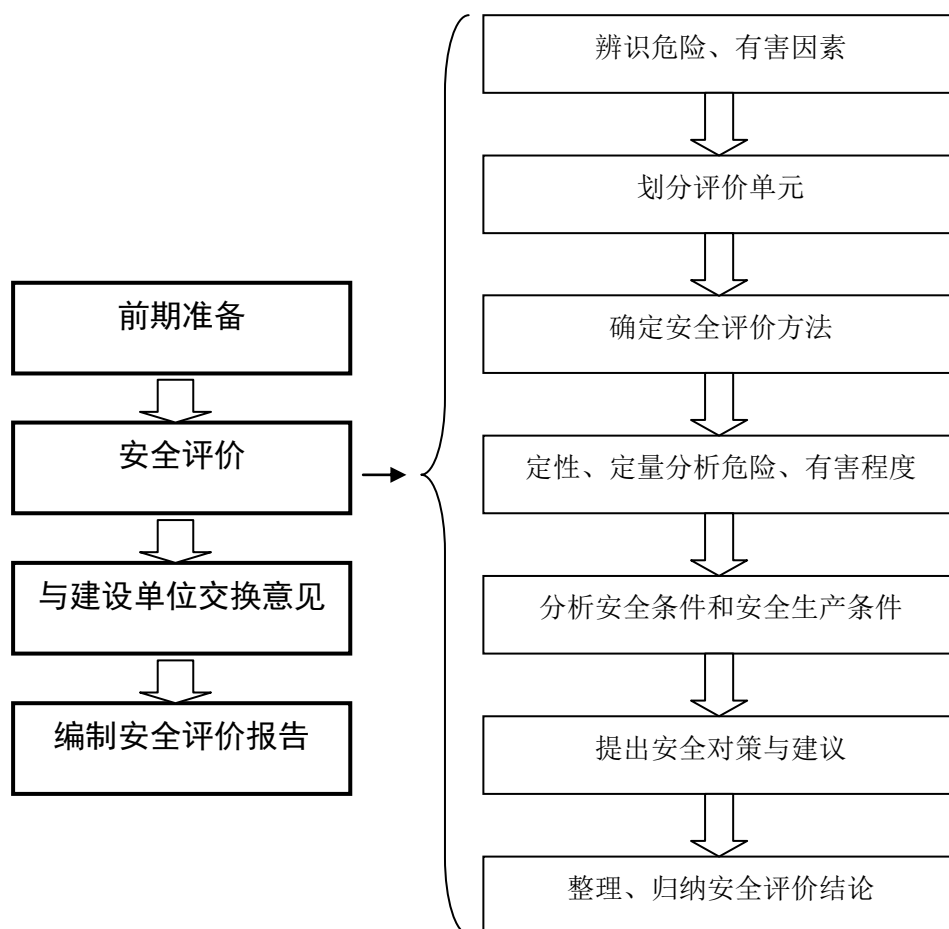 前期准备
安全评价
与建设单位交换意见
编制安全评价报告
辨识危险、有害因素
划分评价单元
确定安全评价方法
定性、定量分析危险、有害程度
分析安全条件和安全生产条件
提出安全对策与建议
整理、归纳安全评价结论